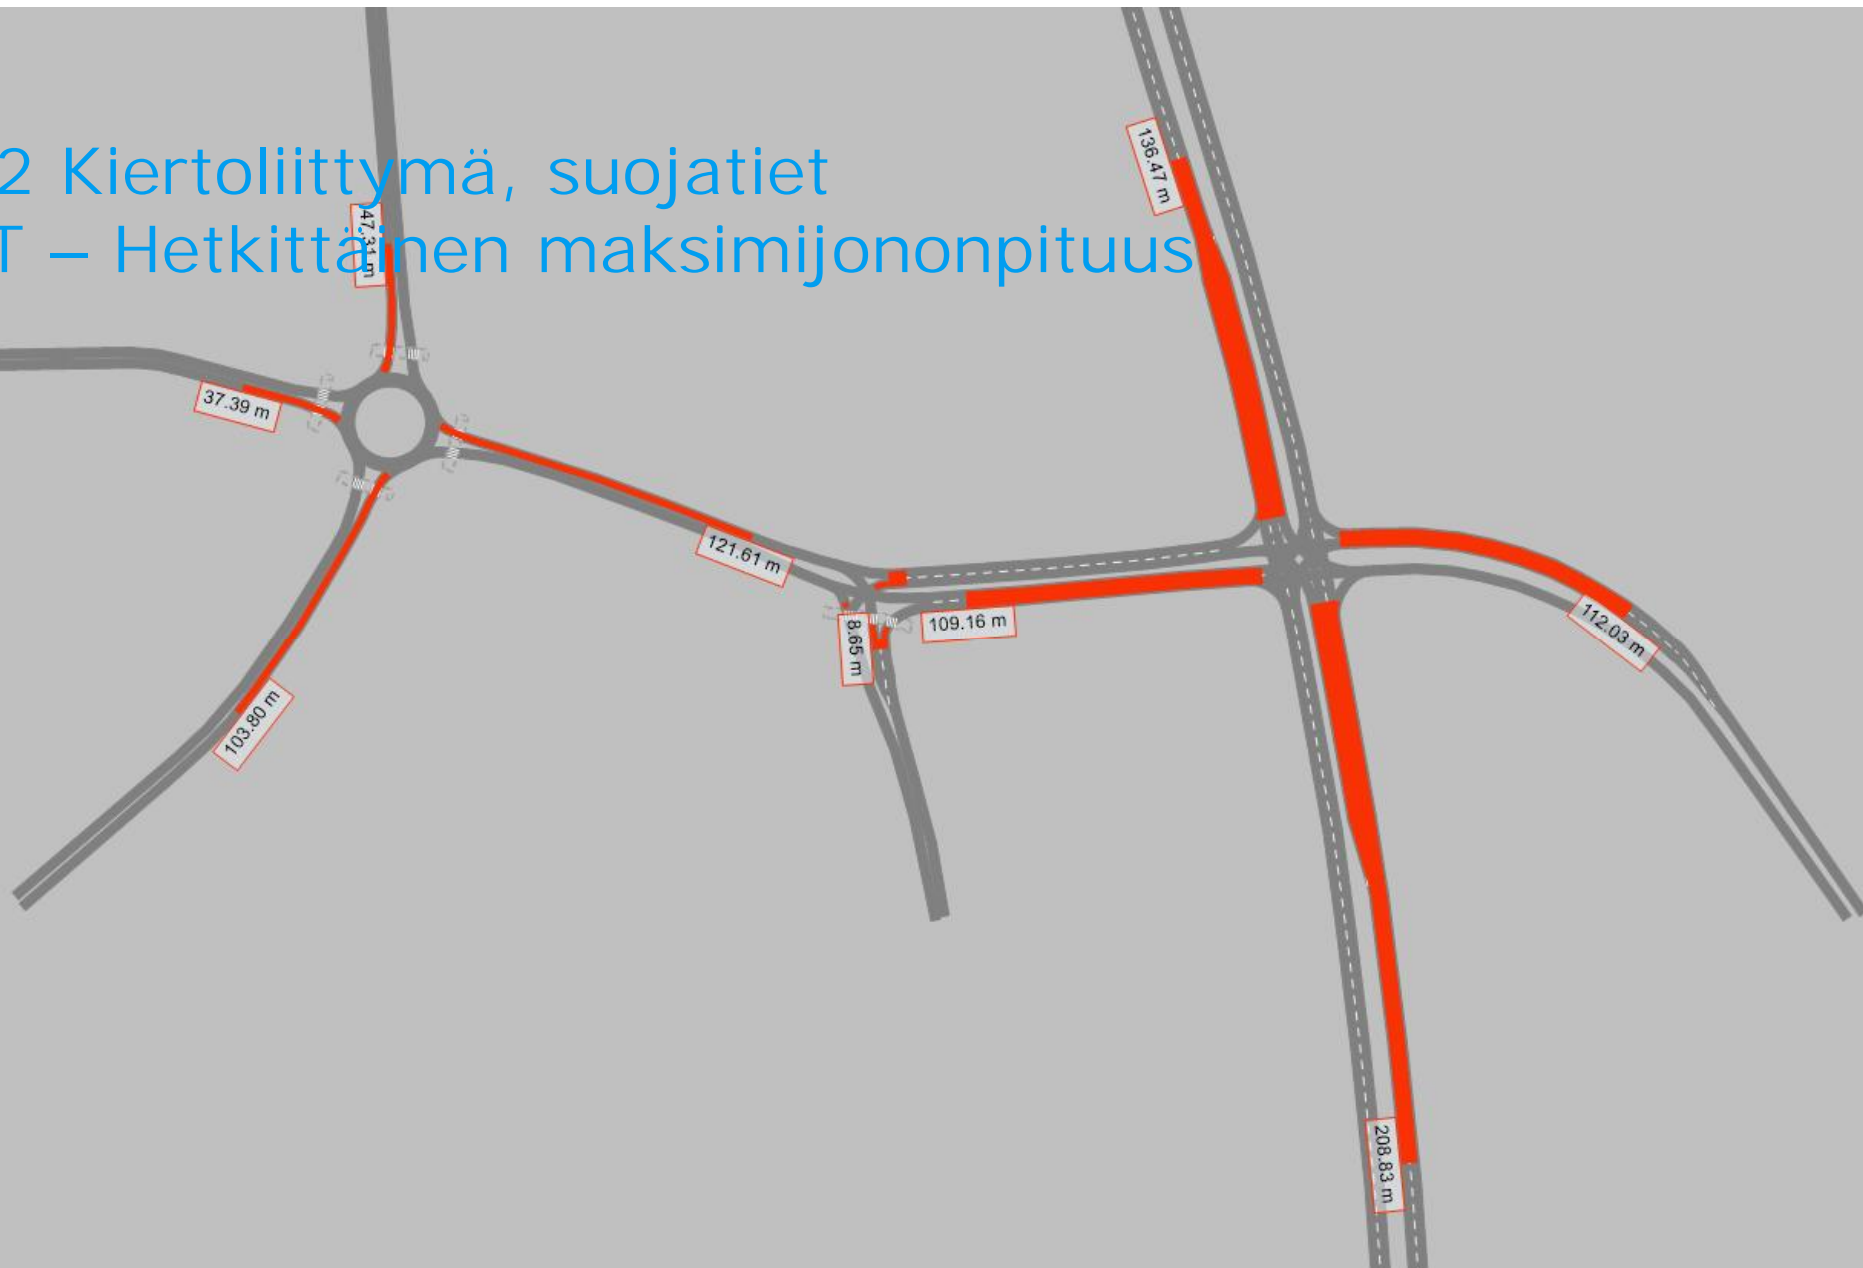 2 Kiertoliittymä, suojatiet
T – Hetkittäinen maksimijononpituus
136.47 m
47.31 m
37.39 m
121.61 m
109.16 m
112.03 m
8.65 m
103.80 m
208.83 m